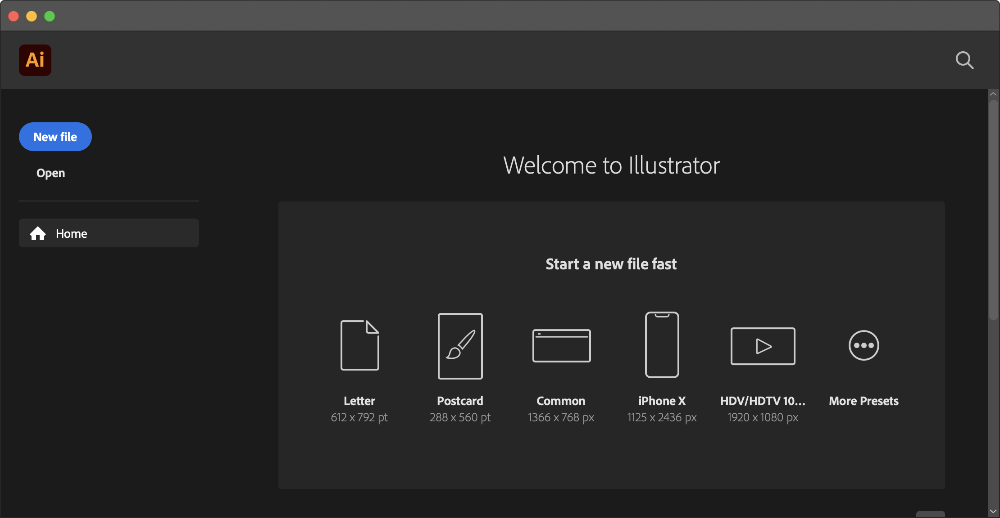 Ai
New file
Open
Home
Welcome to Illustrator
Start a new file fast
Letter
612 x 792 pt
Postcard
288 x 560 pt
Common
1366 x 768 px
iPhone X
1125 x 2436 px
HDV/HDTV 10...
1920 x 1080 px
More Presets